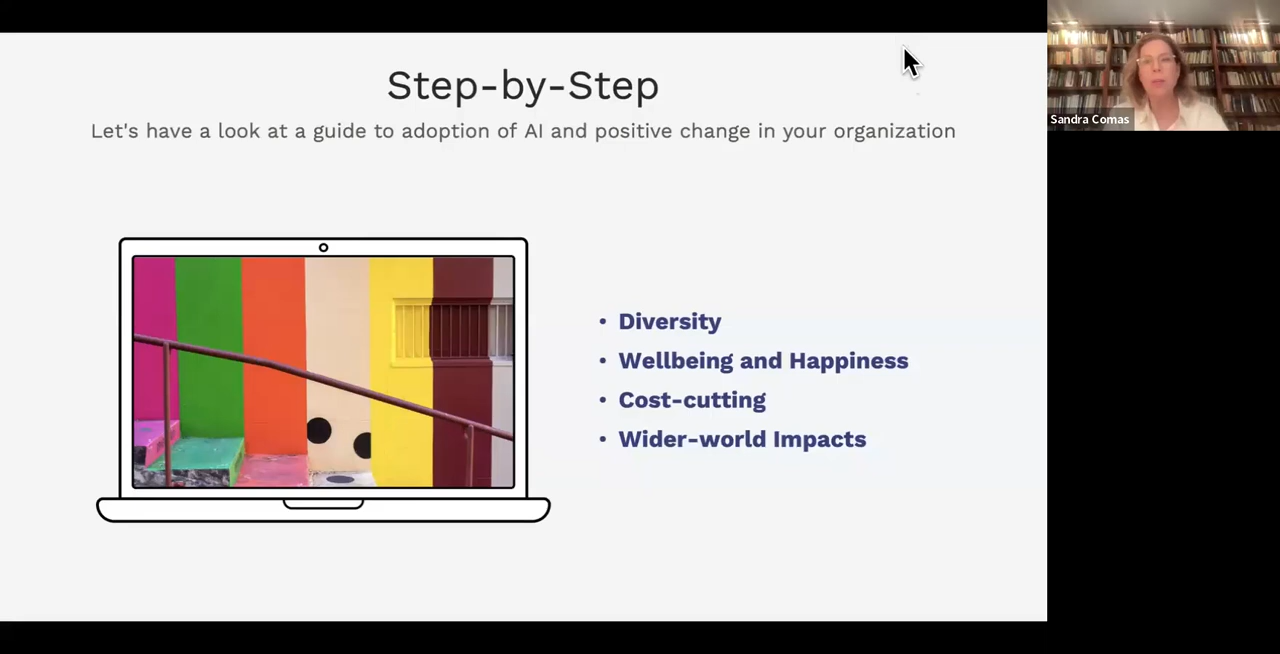 Step-by-Step
Let's have a look at a guide to adoption of AI and positive change in your organization
Sandra Comas
• Diversity
• Wellbeing and Happiness
• Cost-cutting
• Wider-world Impacts